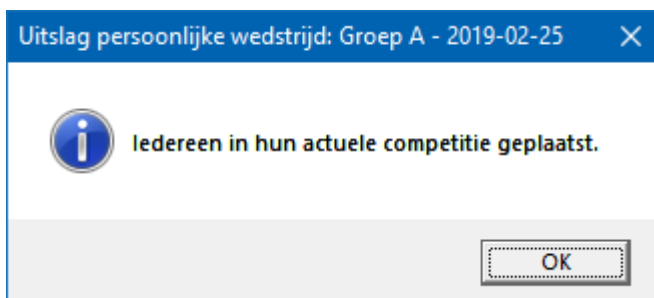 Uitslag persoonlijke wedstrijd: Groep A - 2019-02-25
Iedereen in hun actuele competitie geplaatst.
OK